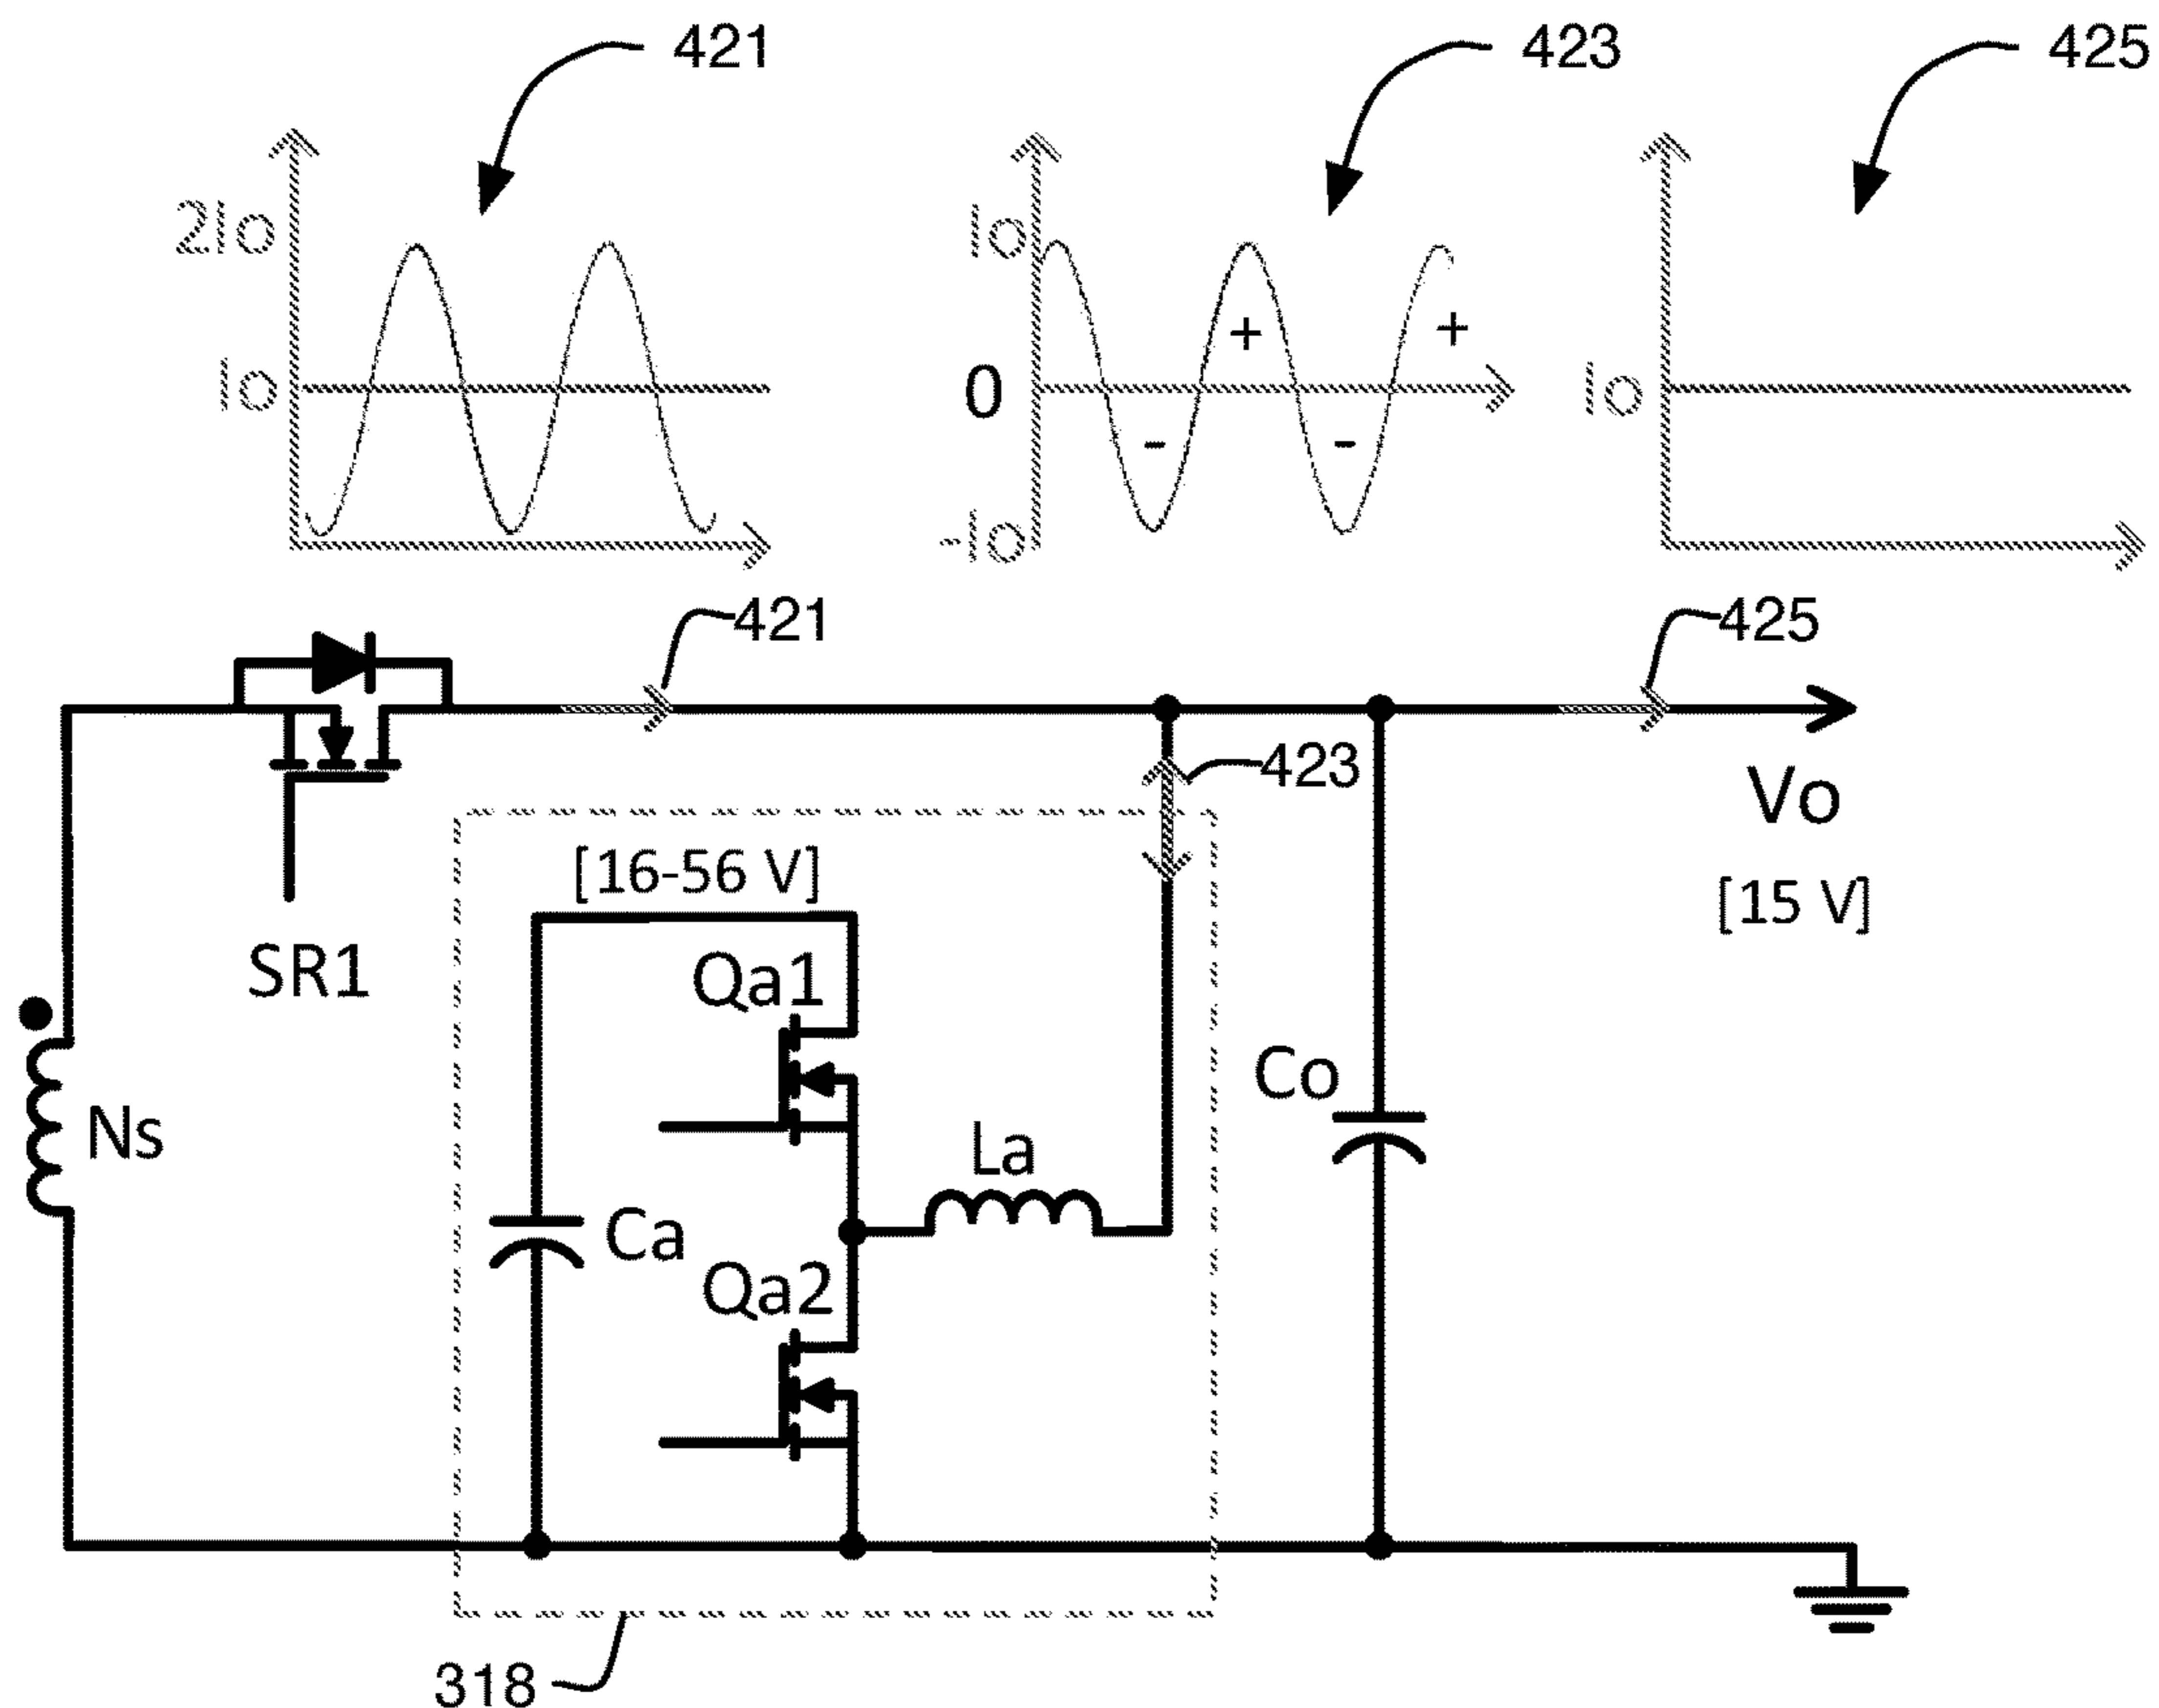 421
423
425
2Io
Io
Io
0
-Io
+
+
-
-
Io
421
425
423
Vo
[15 V]
[16-56 V]
SR1
Qa1
Ns
Ca
Qa2
La
Co
318